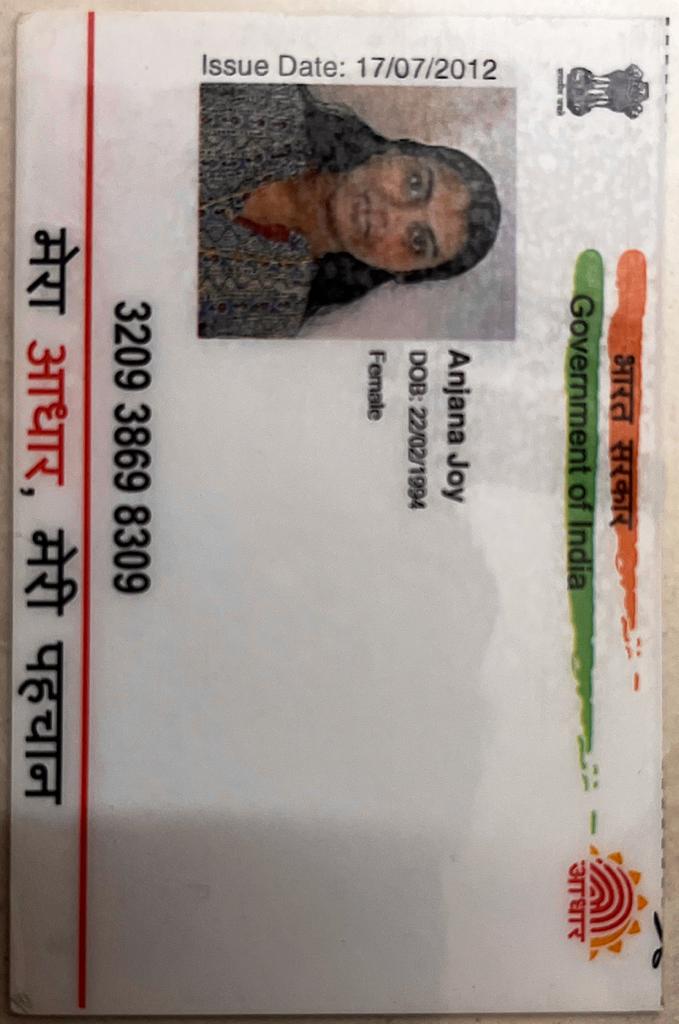 भारत सरकार
Government of India
Issue Date: 17/07/2012
Anjana Joy
DOB: 22/02/1994
Female
3209 3869 8309
मेरा आधार, मेरी पहचान
आधार